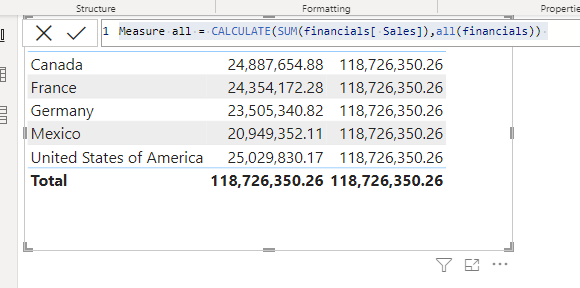 Structure Formatting Propertie
1 Measure all = CALCULATE(SUM(financials[ Sales]),all(financials))
Canada 24,887,654.88 118,726,350.26
France 24,354,172.28 118,726,350.26
Germany 23,505,340.82 118,726,350.26
Mexico 20,949,352.11 118,726,350.26
United States of America 25,029,830.17 118,726,350.26
Total 118,726,350.26 118,726,350.26